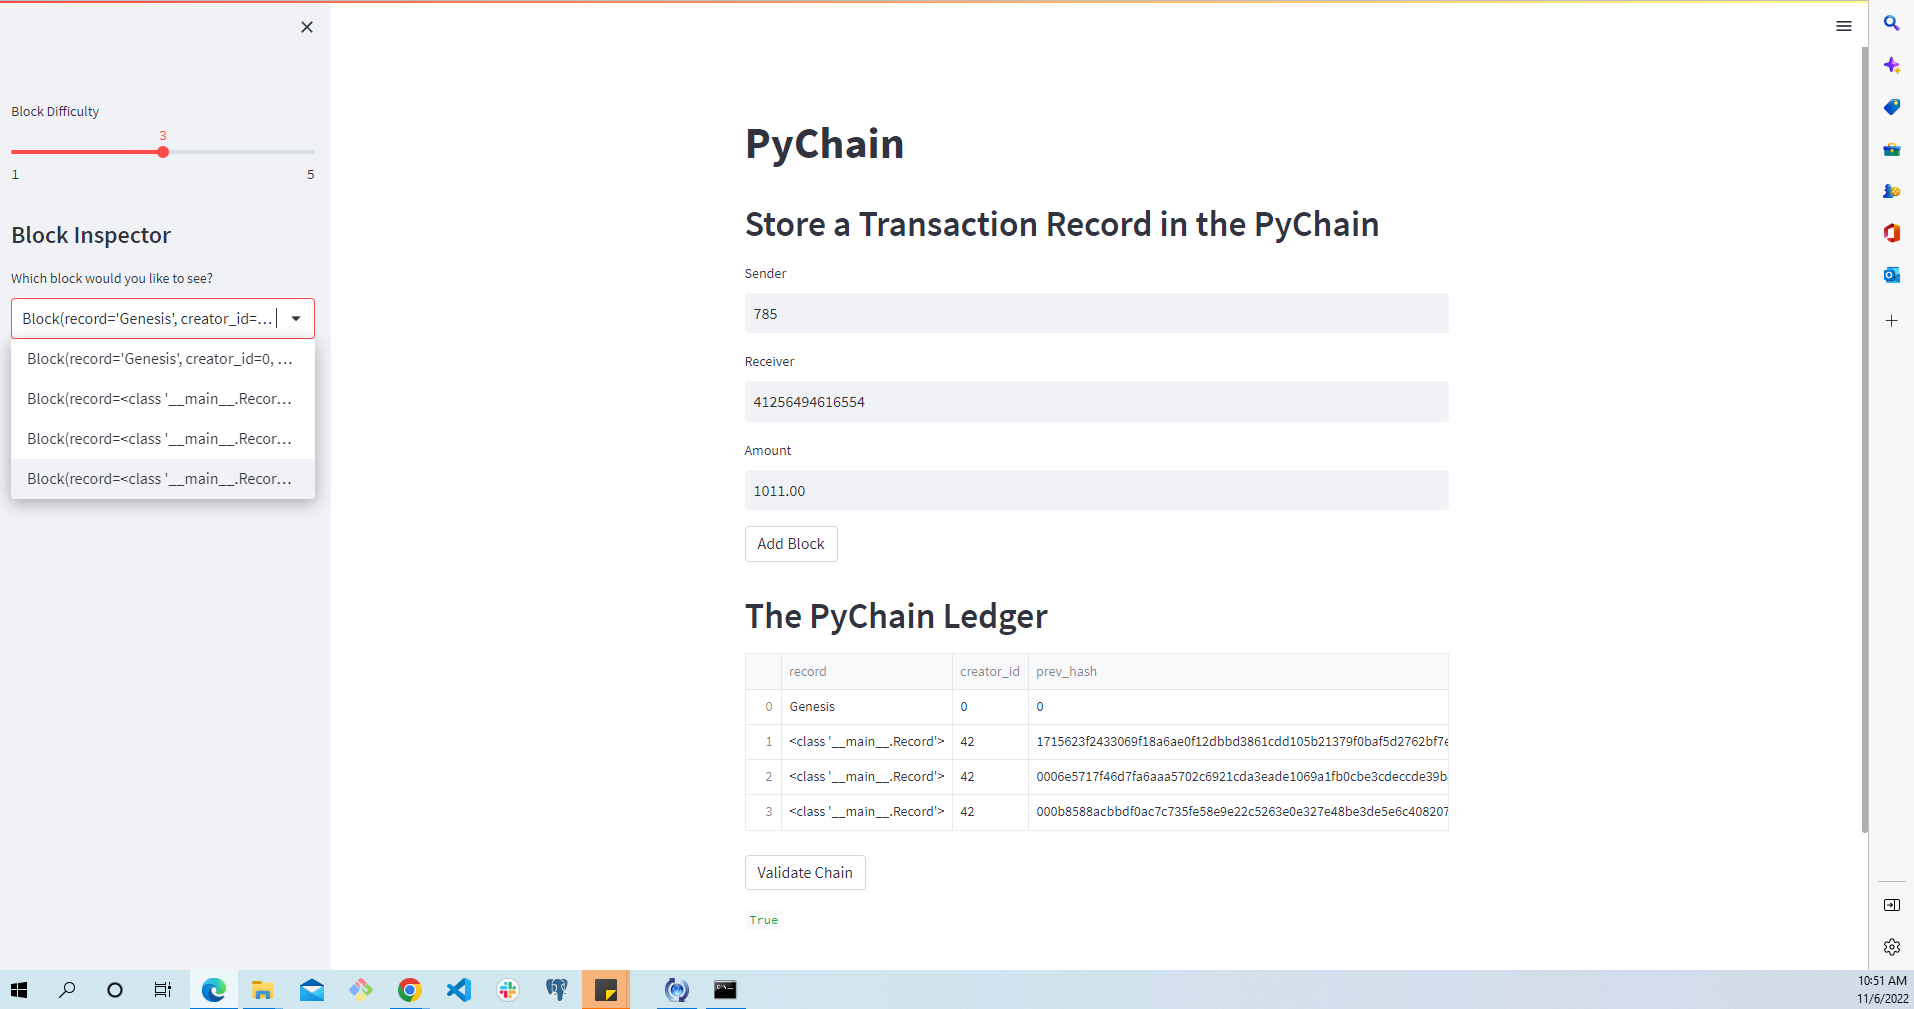 Block Difficulty
3
1 5
Block Inspector
Which block would you like to see?
Block(record='Genesis', creator_id=...
Block(record='Genesis', creator_id=0, ...
Block(record=<class '__main__.Recor...
Block(record=<class '__main__.Recor...
Block(record=<class '__main__.Recor...
PyChain
Store a Transaction Record in the PyChain
Sender
785
Receiver
41256494616554
Amount
1011.00
Add Block
The PyChain Ledger
record creator_id prev_hash
0 Genesis 0 0
1 <class '__main__.Record'> 42 1715623f2433069f18a6ae0f12dbbd3861cdd105b21379f0baf5d2762bf7e
2 <class '__main__.Record'> 42 0006e5717f46d7fa6aaa5702c6921cda3eade1069a1fb0cbe3cdeccde39b
3 <class '__main__.Record'> 42 000b8588acbbdf0ac7c735fe58e9e22c5263e0e327e48be3de5e6c408207
Validate Chain
True
10:51 AM
11/6/2022